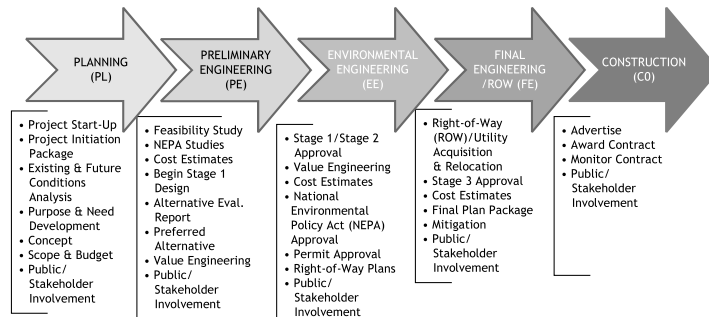 PLANNING
(PL)
PRELIMINARY
ENGINEERING
(PE)
ENVIRONMENTAL
ENGINEERING
(EE)
FINAL
ENGINEERING
/ROW (FE)
CONSTRUCTION
(C0)
• Project Start-Up
• Project Initiation
Package
• Existing & Future
Conditions
Analysis
• Purpose & Need
Development
• Concept
• Scope & Budget
• Public/
Stakeholder
Involvement
• Feasibility Study
• NEPA Studies
• Cost Estimates
• Begin Stage 1
Design
• Alternative Eval.
Report
• Preferred
Alternative
• Value Engineering
• Public/
Stakeholder
Involvement
• Stage 1/Stage 2
Approval
• Value Engineering
• Cost Estimates
• National
Environmental
Policy Act (NEPA)
Approval
• Permit Approval
• Right-of-Way Plans
• Public/
Stakeholder
Involvement
• Right-of-Way
(ROW)/Utility
Acquisition
& Relocation
• Stage 3 Approval
• Cost Estimates
• Final Plan Package
• Mitigation
• Public/
Stakeholder
Involvement
• Advertise
• Award Contract
• Monitor Contract
• Public/
Stakeholder
Involvement